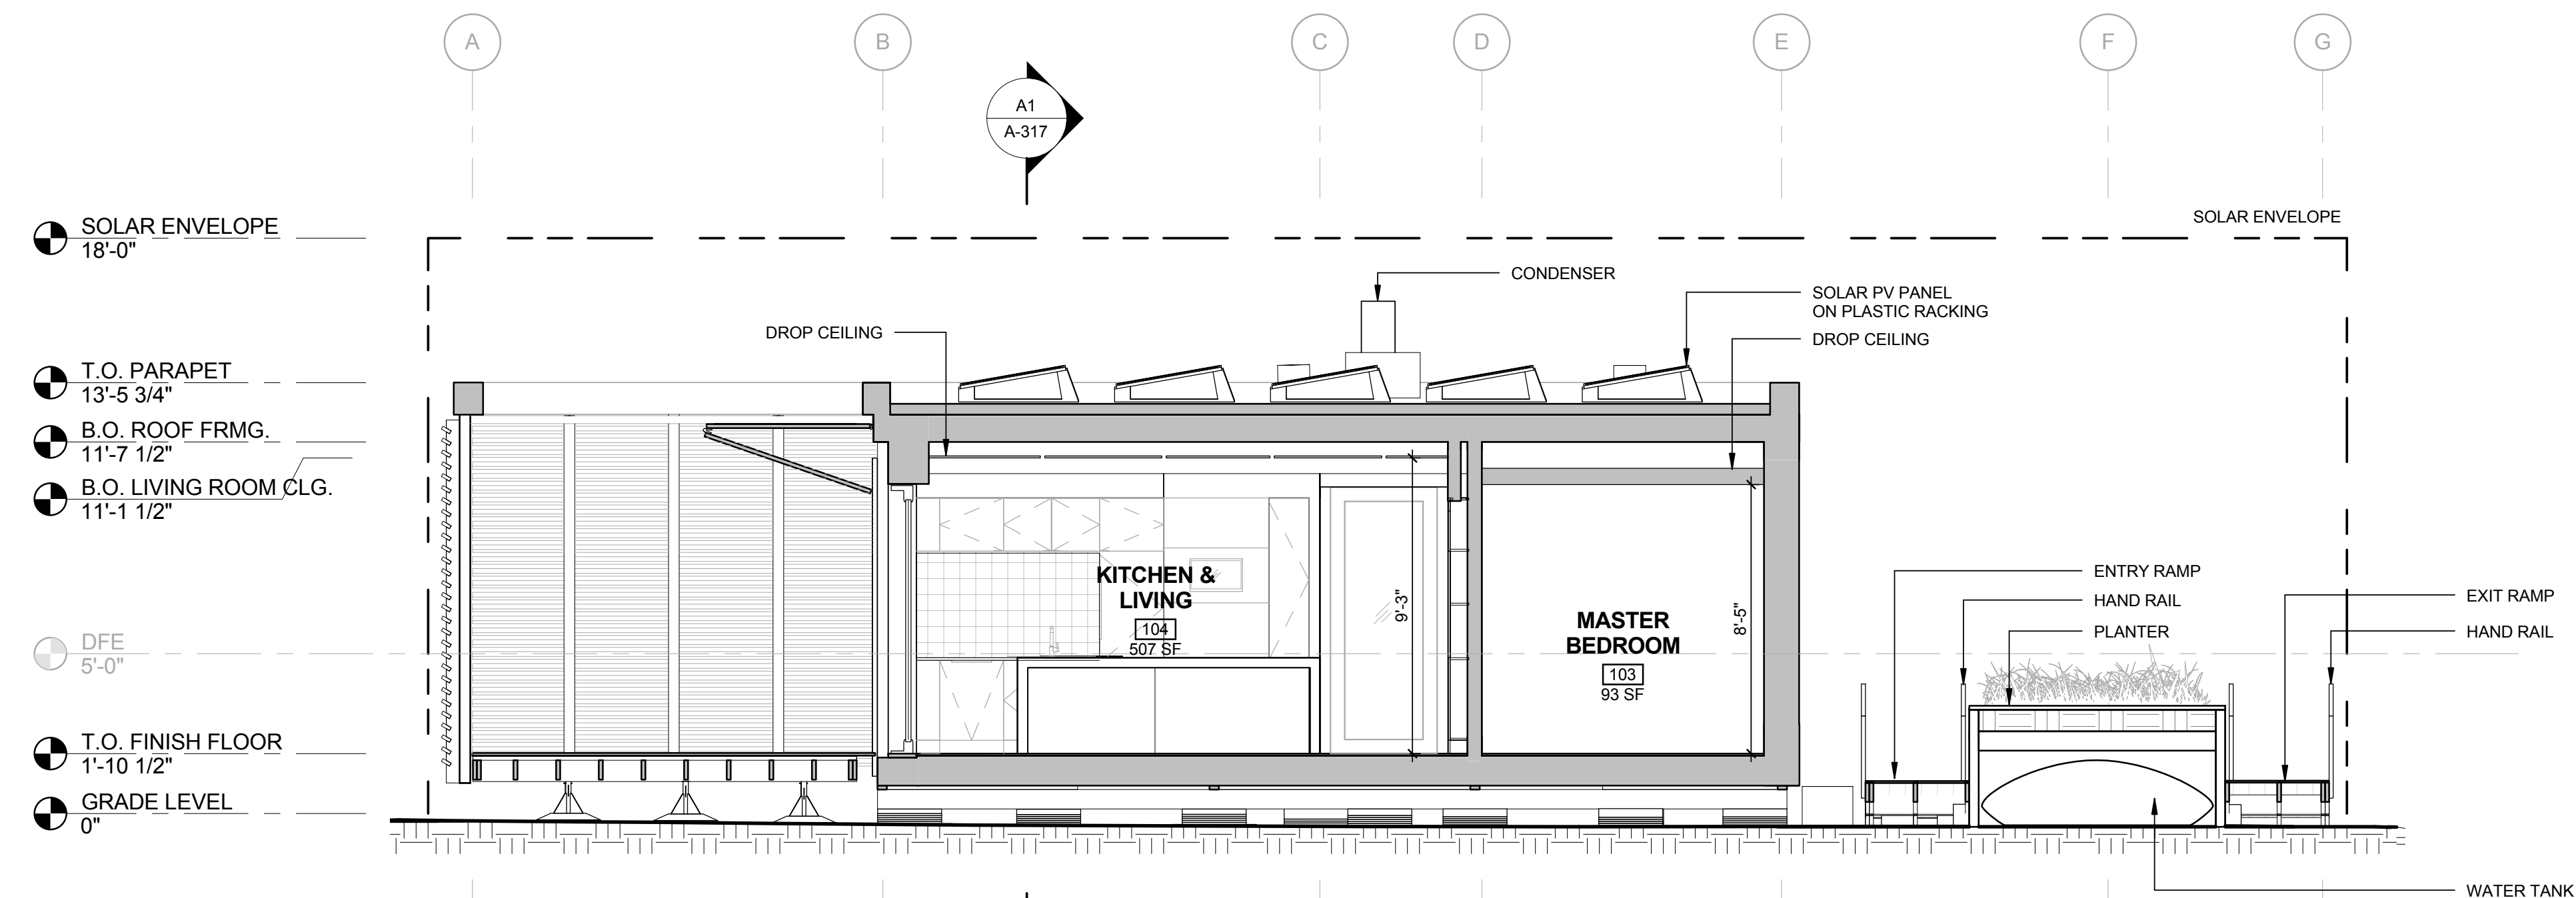 A
B
C
D
E
F
G
A1
A-317
SOLAR ENVELOPE
18'-0"
SOLAR ENVELOPE
CONDENSER
SOLAR PV PANEL
ON PLASTIC RACKING
DROP CEILING
DROP CEILING
T.O. PARAPET
13'-5 3/4"
B.O. ROOF FRMG.
11'-7 1/2"
B.O. LIVING ROOM CLG.
11'-1 1/2"
KITCHEN &
LIVING
104
507 SF
9'-3"
MASTER
BEDROOM
103
93 SF
8'-5"
ENTRY RAMP
HAND RAIL
PLANTER
EXIT RAMP
HAND RAIL
DFE
5'-0"
T.O. FINISH FLOOR
1'-10 1/2"
GRADE LEVEL
0"
WATER TANK